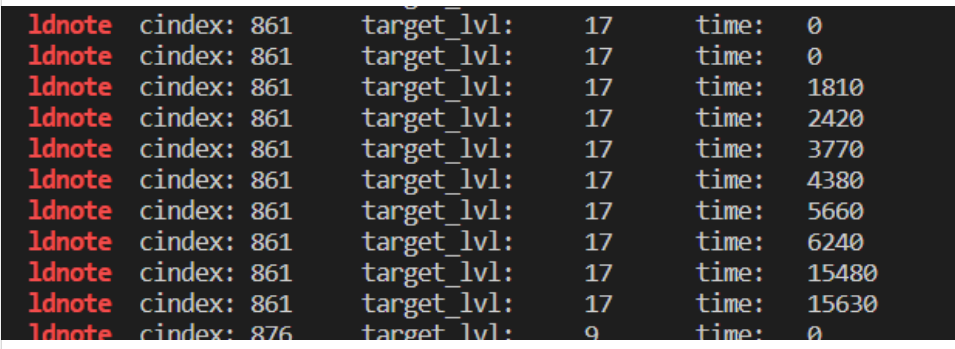 ldnote cindex: 861 target_lvl: 17 time: 0
ldnote cindex: 861 target_lvl: 17 time: 0
ldnote cindex: 861 target_lvl: 17 time: 1810
ldnote cindex: 861 target_lvl: 17 time: 2420
ldnote cindex: 861 target_lvl: 17 time: 3770
ldnote cindex: 861 target_lvl: 17 time: 4380
ldnote cindex: 861 target_lvl: 17 time: 5660
ldnote cindex: 861 target_lvl: 17 time: 6240
ldnote cindex: 861 target_lvl: 17 time: 15480
ldnote cindex: 861 target_lvl: 17 time: 15630
ldnote cindex: 876 target_lvl: 9 time: 0